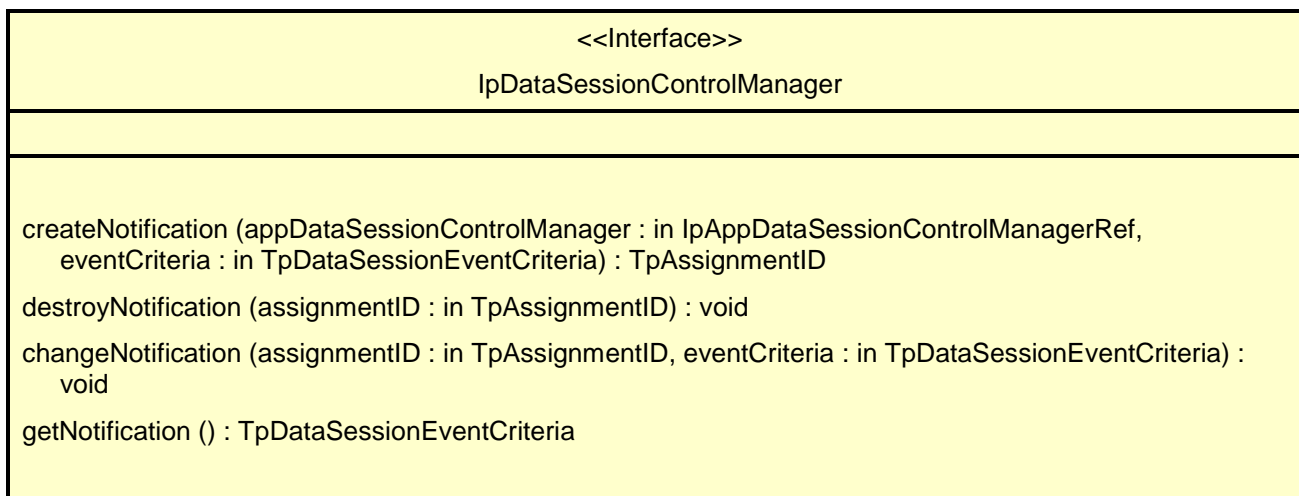 <<Interface>>
IpDataSessionControlManager
createNotification (appDataSessionControlManager : in IpAppDataSessionControlManagerRef,
eventCriteria : in TpDataSessionEventCriteria) : TpAssignmentID
destroyNotification (assignmentID : in TpAssignmentID) : void
changeNotification (assignmentID : in TpAssignmentID, eventCriteria : in TpDataSessionEventCriteria) :
void
getNotification () : TpDataSessionEventCriteria